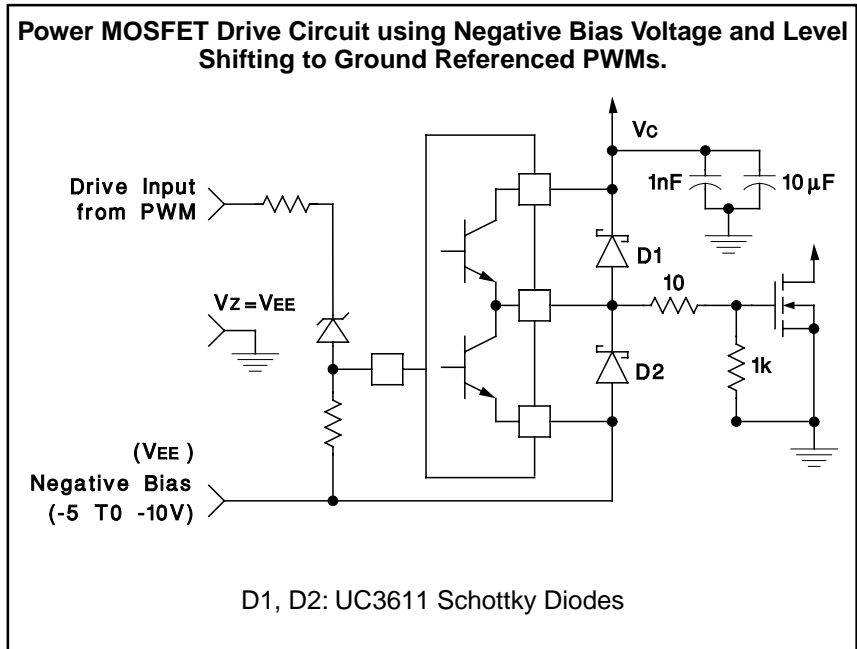 Power MOSFET Drive Circuit using Negative Bias Voltage and Level
Shifting to Ground Referenced PWMs.
VC
1nF
10µF
Drive Input
from PWM
D1
VZ=VEE
10
D2
1k
(VEE )
Negative Bias
(-5 TO -10V)
D1, D2: UC3611 Schottky Diodes